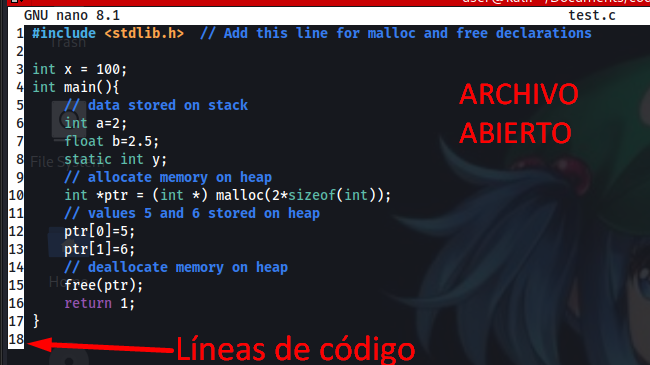 user@kali: ~/Documents/cod
GNU nano 8.1 test.c
1 #include <stdlib.h>  // Add this line for malloc and free declarations
2
3 int x = 100;
4 int main(){
5     // data stored on stack
6     int a=2;
7     float b=2.5;
8     static int y;
9     // allocate memory on heap
10     int *ptr = (int *) malloc(2*sizeof(int));
11     // values 5 and 6 stored on heap
12     ptr[0]=5;
13     ptr[1]=6;
14     // deallocate memory on heap
15     free(ptr);
16     return 1;
17 }
18
ARCHIVO
ABIERTO
Líneas de código
Trash
File System